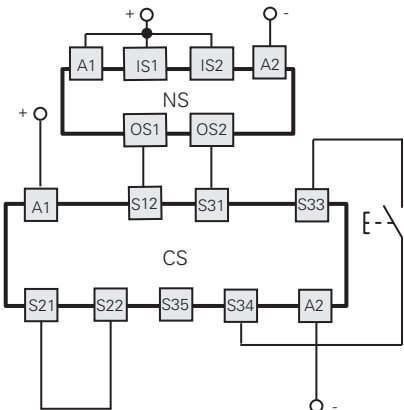 + -
A1 IS1 IS2 A2
NS
OS1 OS2
+
A1 S12 S31 S33
CS
S21 S22 S35 S34 A2
-